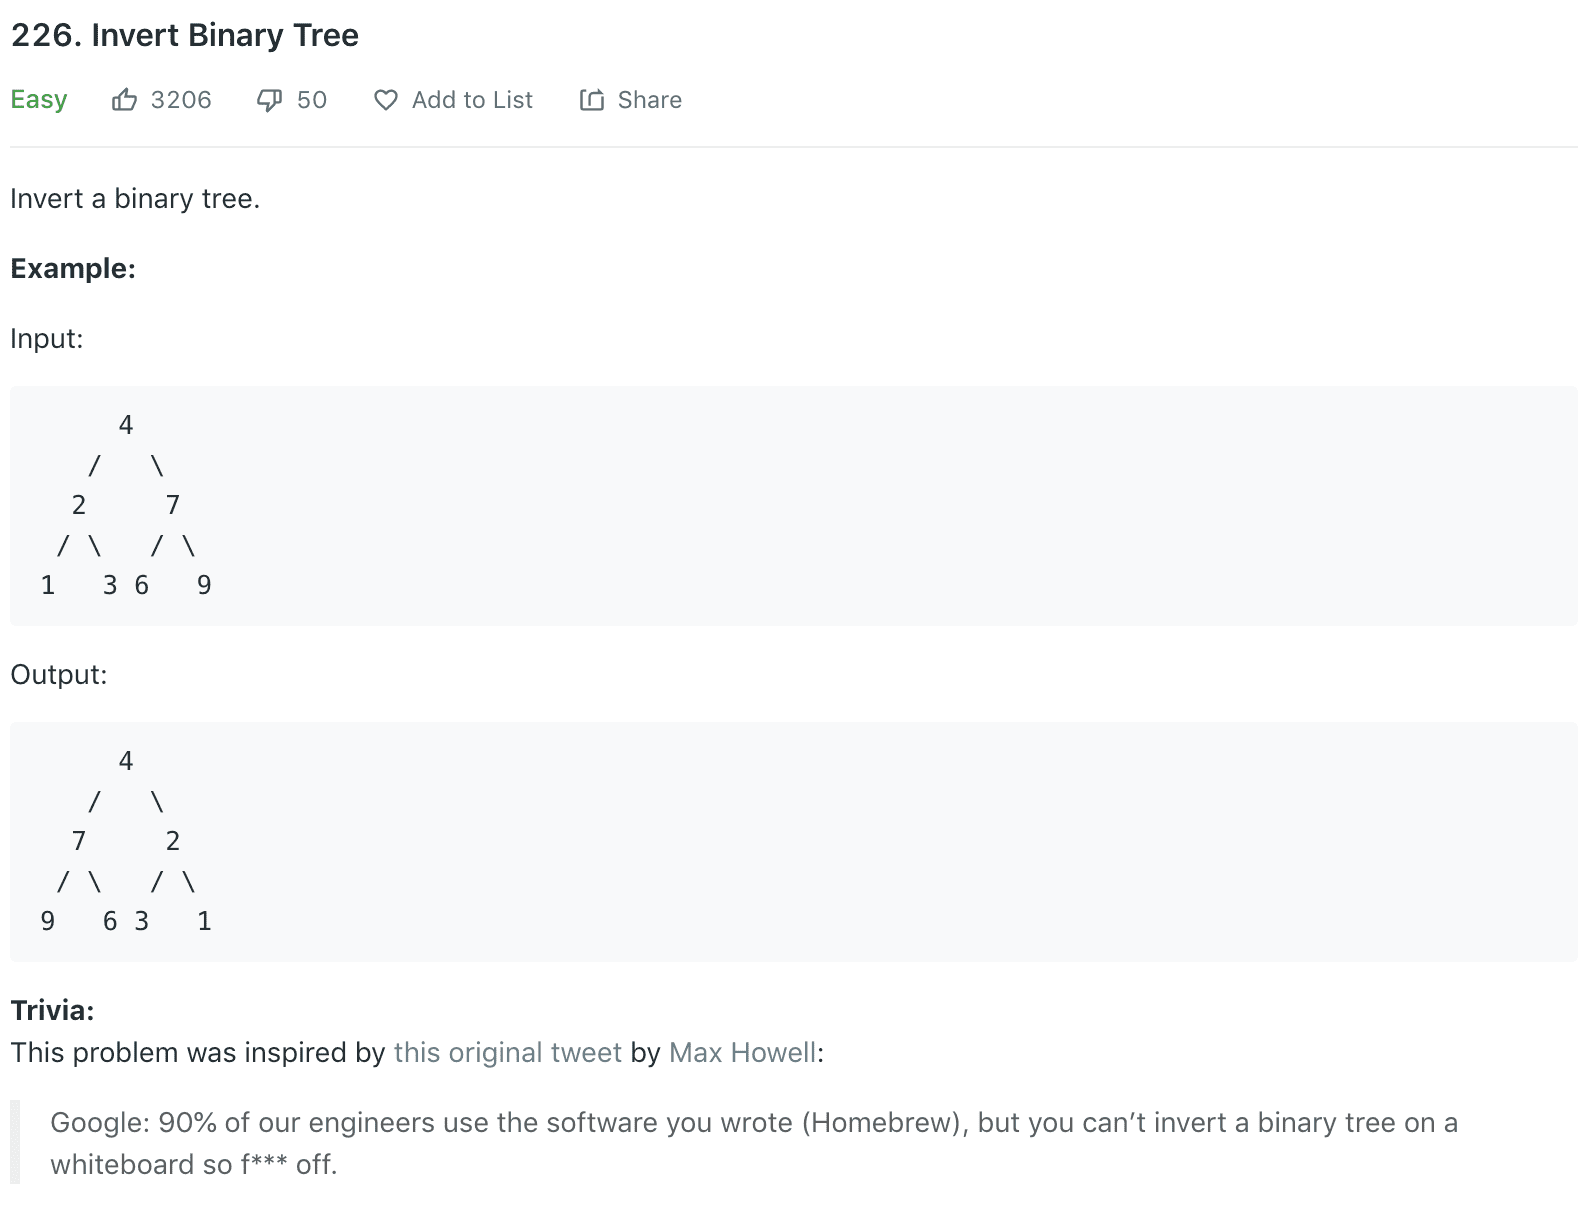 226. Invert Binary Tree
Easy 3206 50 Add to List Share
Invert a binary tree.
Example:
Input:
       4
     /   \
    2     7
   / \   / \
  1   3 6   9
Output:
       4
     /   \
    7     2
   / \   / \
  9   6 3   1
Trivia:
This problem was inspired by this original tweet by Max Howell:
Google: 90% of our engineers use the software you wrote (Homebrew), but you can’t invert a binary tree on a
whiteboard so f*** off.